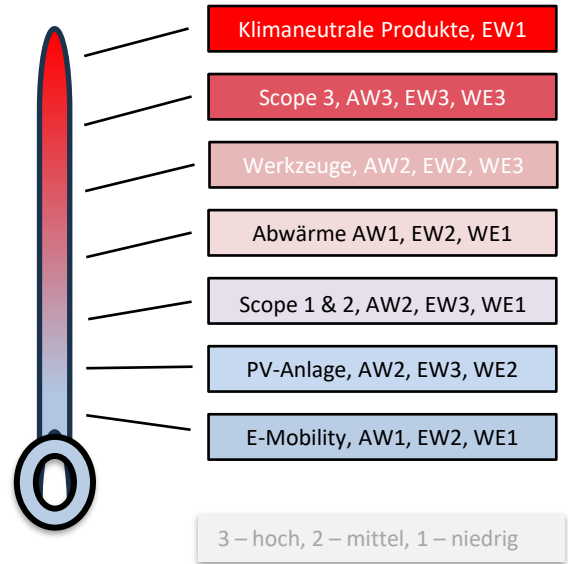 Klimaneutrale Produkte, EW1
Scope 3, AW3, EW3, WE3
Werkzeuge, AW2, EW2, WE3
Abwärme AW1, EW2, WE1
Scope 1 & 2, AW2, EW3, WE1
PV-Anlage, AW2, EW3, WE2
E-Mobility, AW1, EW2, WE1
3 – hoch, 2 – mittel, 1 – niedrig